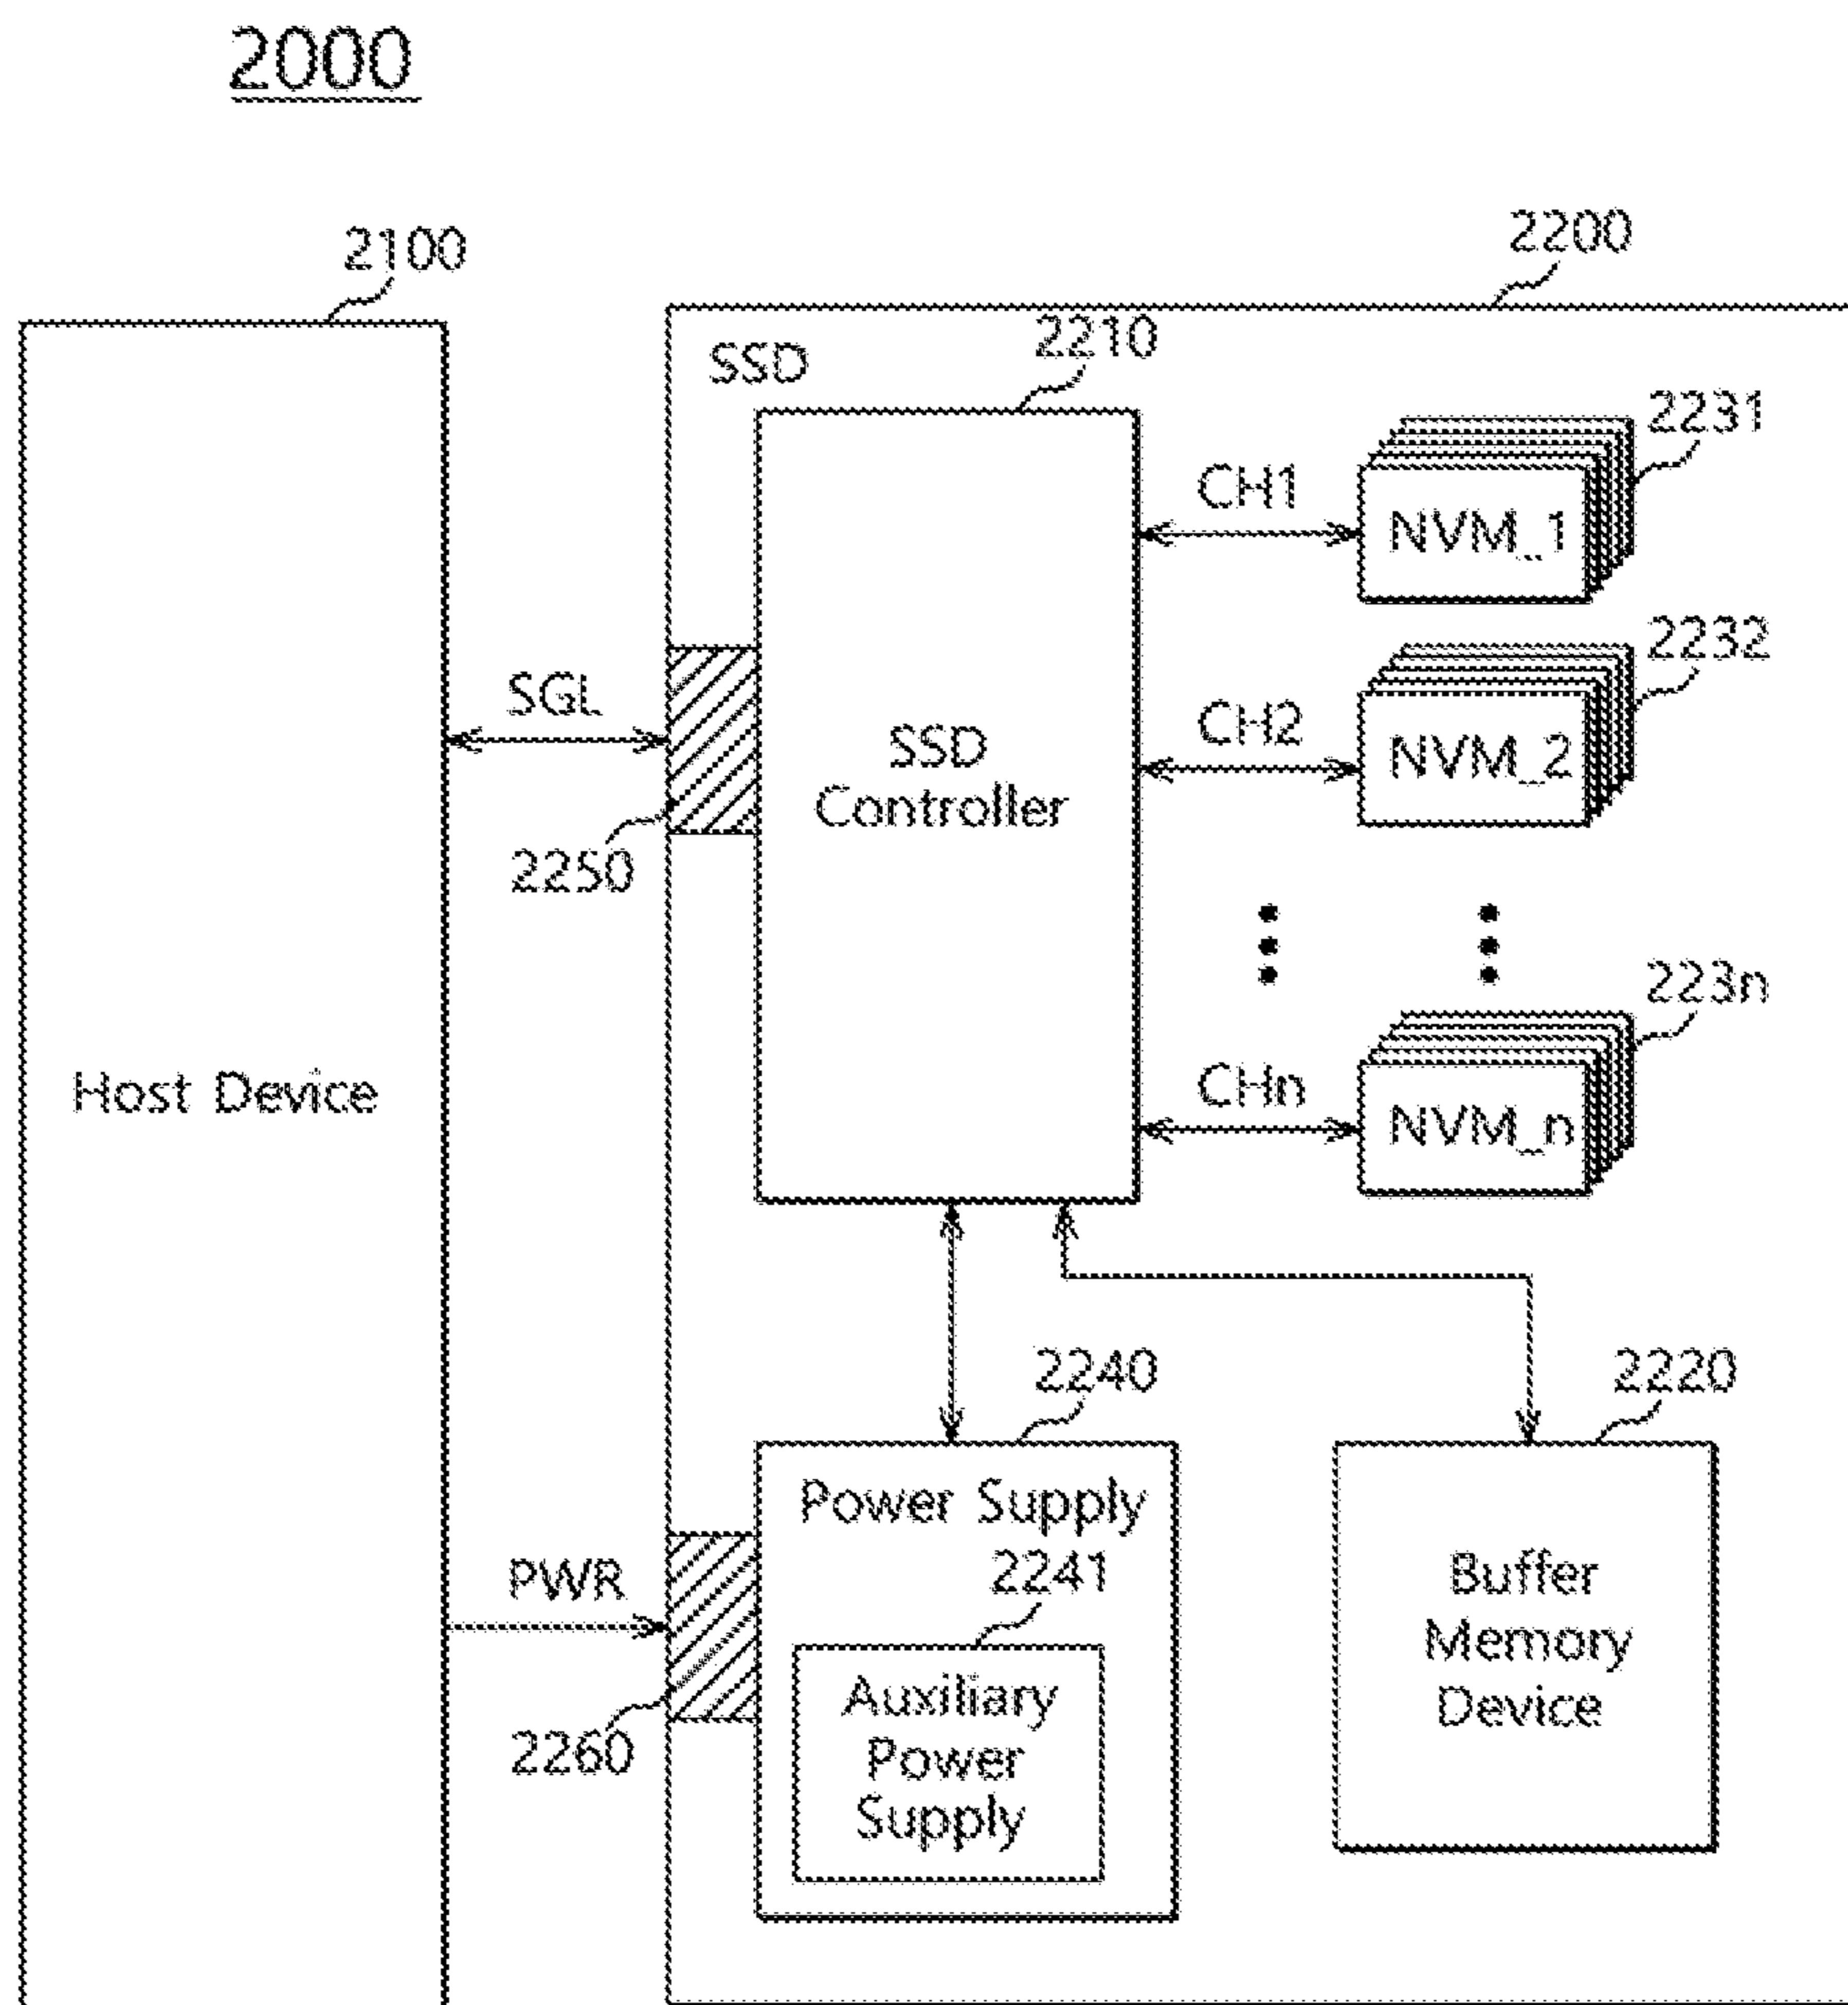 2000
2100
2200
SSD
2210
2231
CH1
NVM_1
2232
SGL
CH2
NVM_2
SSD
Controller
2250
223n
CHn
NVM_n
Host Device
2240
2220
Power Supply
2241
PWR
Buffer
Memory
Device
Auxiliary
Power
Supply
2260